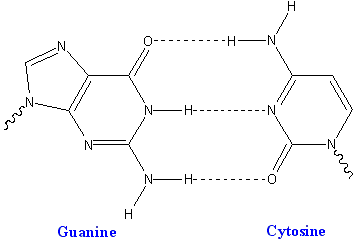 H
O H N
N
N N H N
N N
N H O
H
Guanine Cytosine